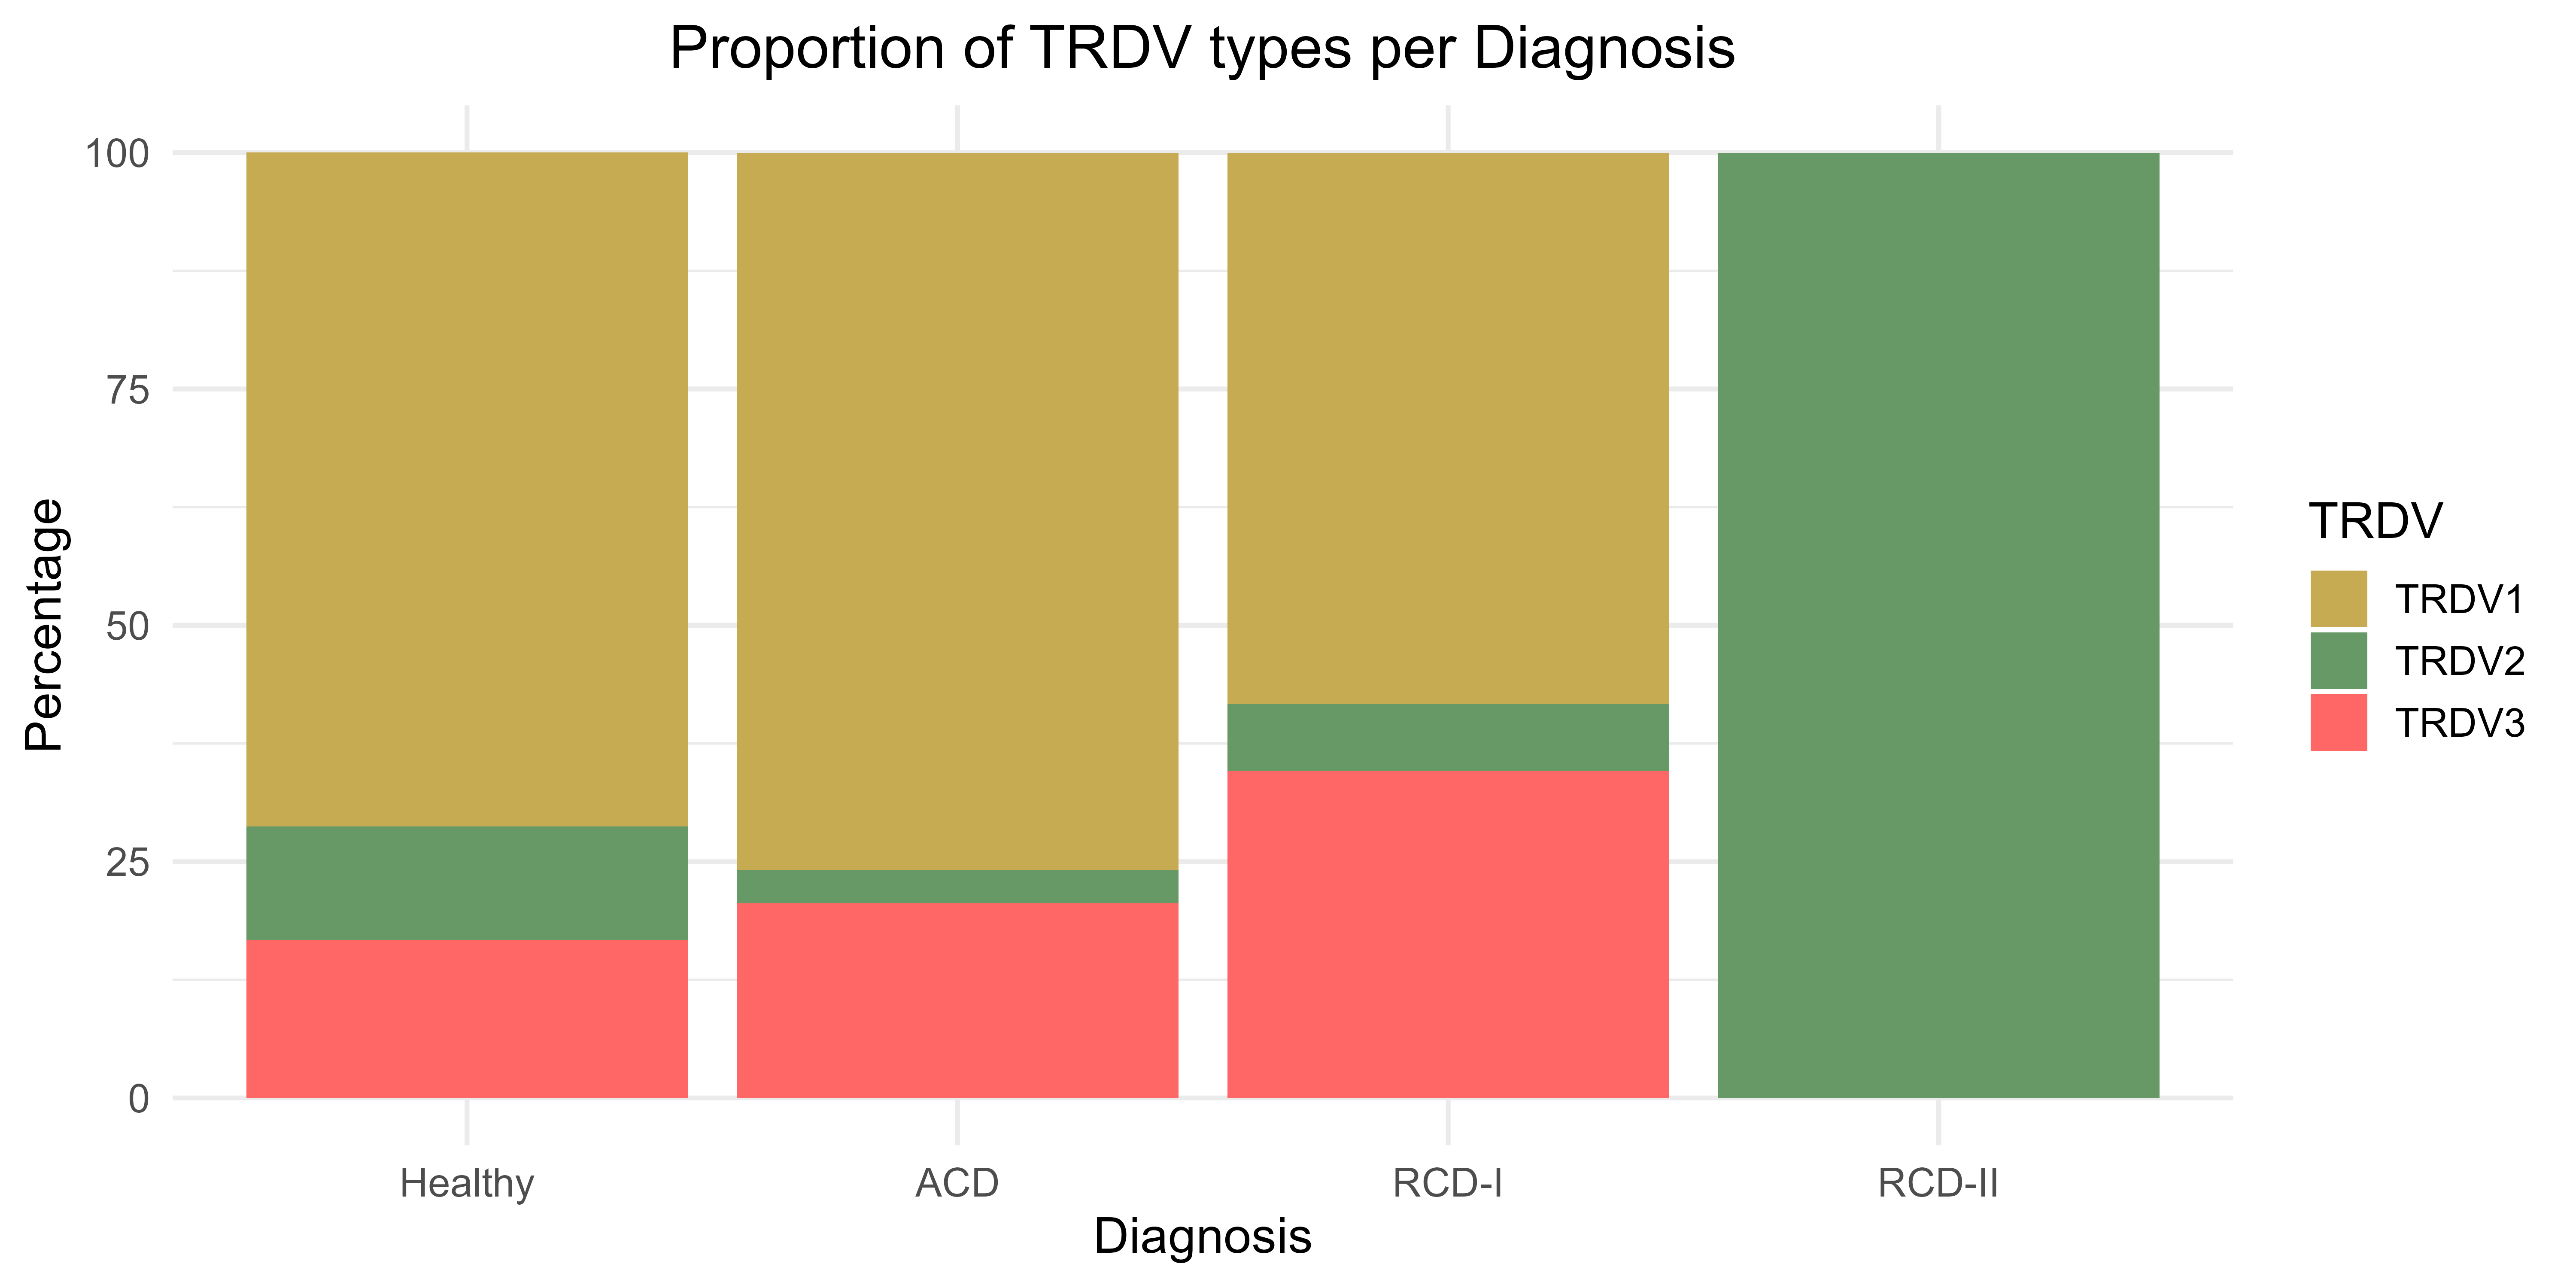 Proportion of TRDV types per Diagnosis
Percentage
100
75
50
25
0
Healthy ACD RCD-I RCD-II
Diagnosis
TRDV
TRDV1
TRDV2
TRDV3